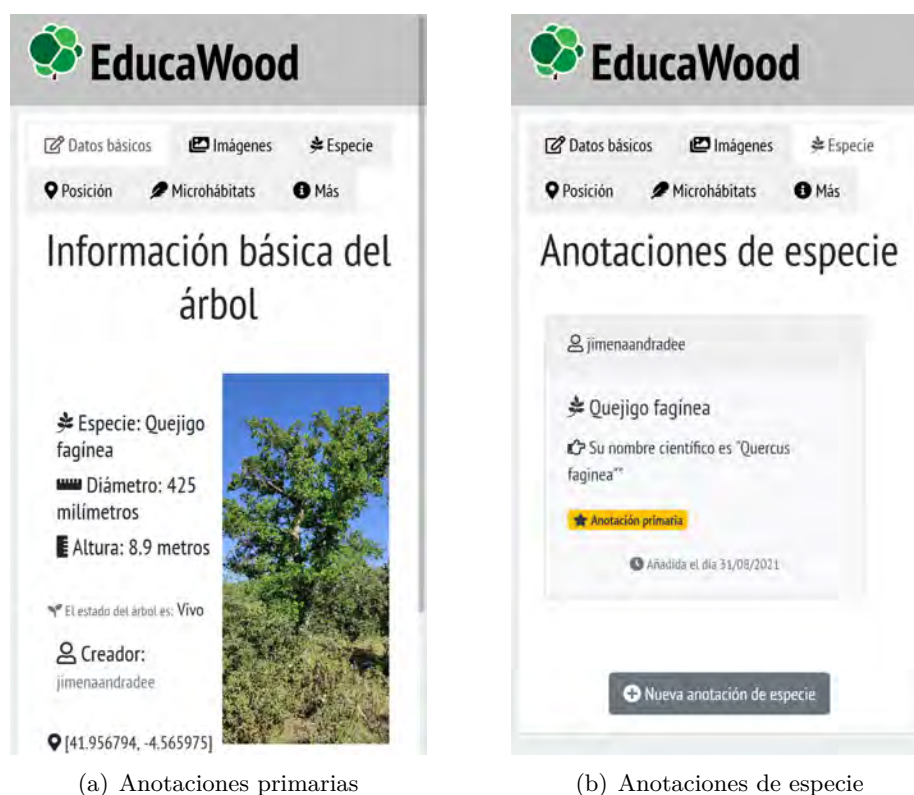 EducaWood
Datos básicos Imágenes Especie
Posición Microhábitats Más
Información básica del
árbol
Especie: Quejigo
fagínea
Diámetro: 425
milímetros
Altura: 8.9 metros
El estado del árbol es: Vivo
Creador:
jimenaandradee
[41.956794, -4.565975]
(a) Anotaciones primarias
EducaWood
Datos básicos Imágenes Especie
Posición Microhábitats Más
Anotaciones de especie
jimenaandradee
Quejigo fagínea
Su nombre científico es "Quercus
faginea""
Anotación primaria
Añadida el día 31/08/2021
Nueva anotación de especie
(b) Anotaciones de especie